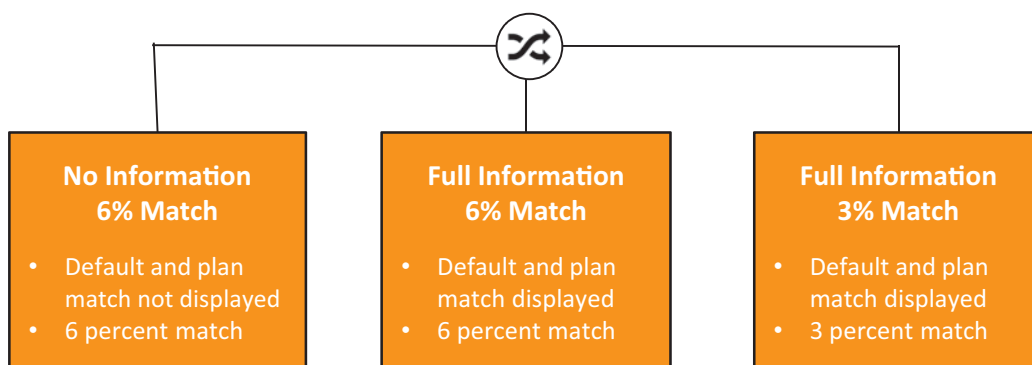 No Information
6% Match
• Default and plan
match not displayed
• 6 percent match
Full Information
6% Match
• Default and plan
match displayed
• 6 percent match
Full Information
3% Match
• Default and plan
match displayed
• 3 percent match